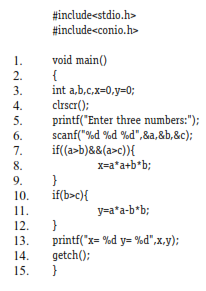 #include<stdio.h>
#include<conio.h>
1. void main()
2. {
3. int a,b,c,x=0,y=0;
4. clrscr();
5. printf("Enter three numbers:");
6. scanf("%d %d %d",&a,&b,&c);
7. if((a>b)&&(a>c)){
8. x=a*a+b*b;
9. }
10. if(b>c){
11. y=a*a-b*b;
12. }
13. printf("x= %d y= %d",x,y);
14. getch();
15. }